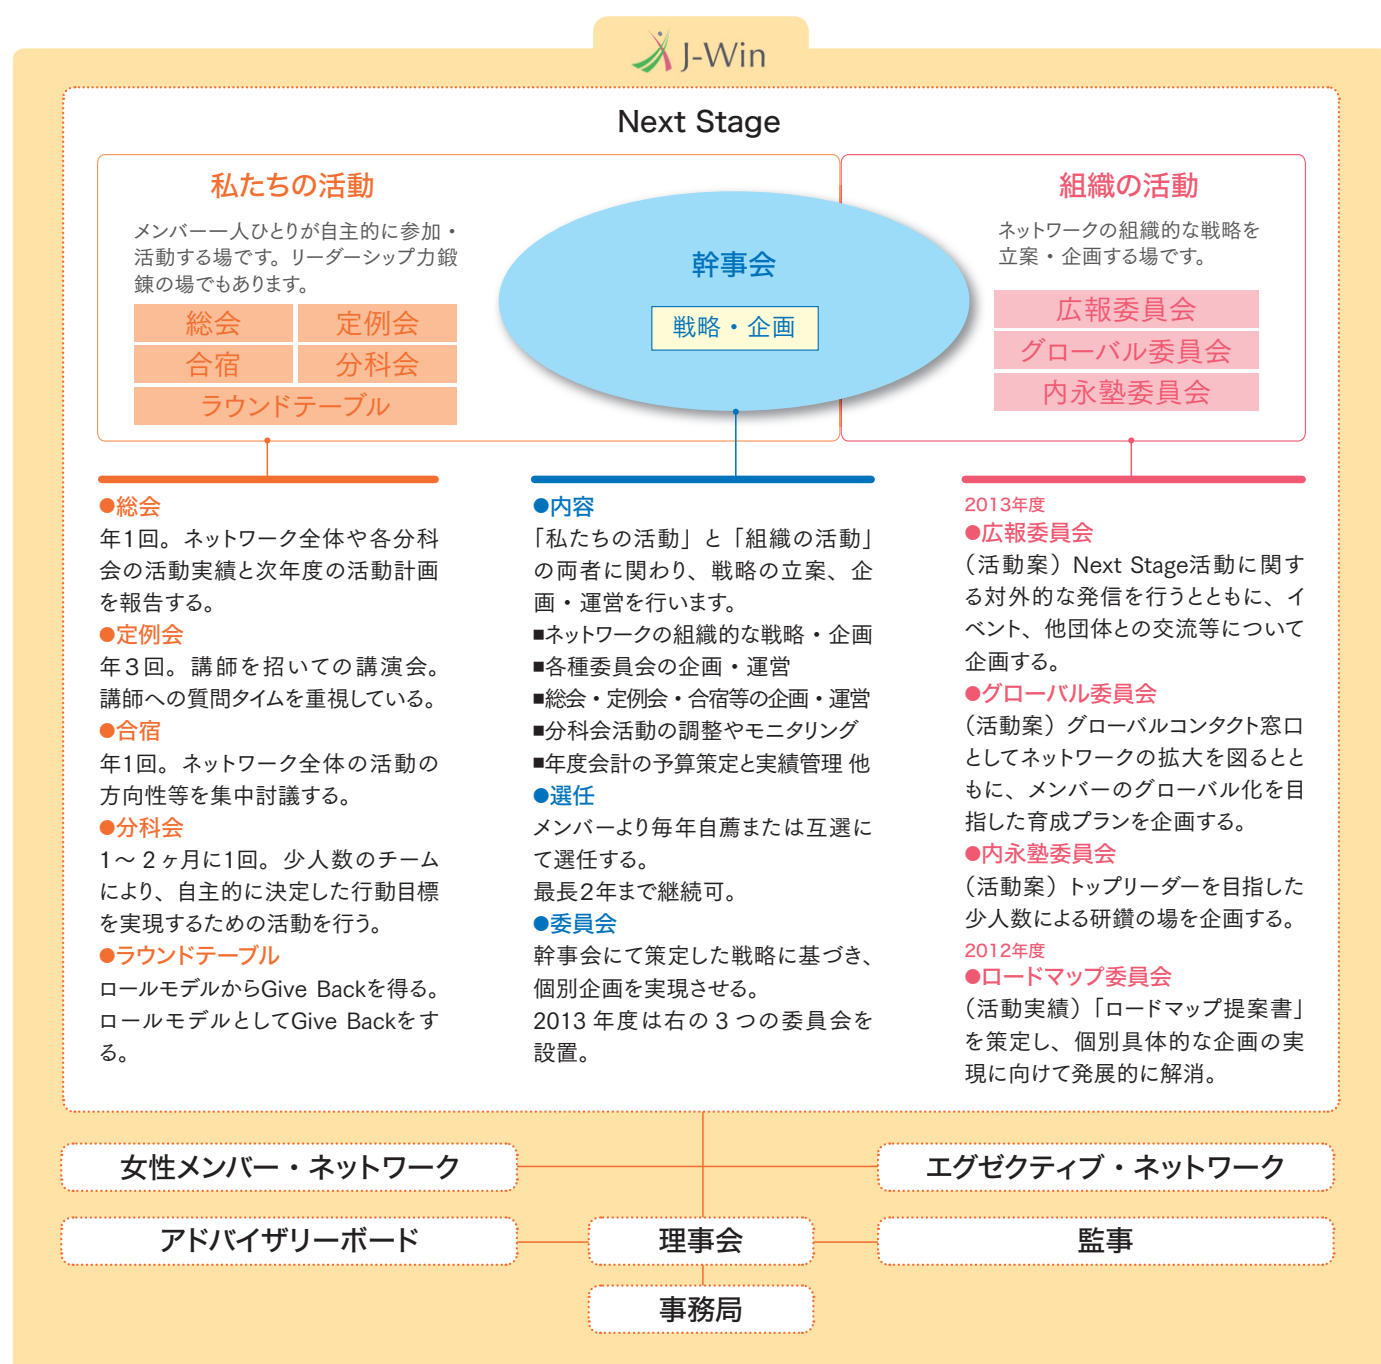 J-Win
Next Stage
私たちの活動
メンバー一人ひとりが自主的に参加・
活動する場です。リーダーシップ力鍛
錬の場でもあります。
総会
定例会
合宿
分科会
ラウンドテーブル
幹事会
戦略・企画
組織の活動
ネットワークの組織的な戦略を
立案・企画する場です。
広報委員会
グローバル委員会
内永塾委員会
●総会
年1回。ネットワーク全体や各分科
会の活動実績と次年度の活動計画
を報告する。
●定例会
年３回。講師を招いての講演会。
講師への質問タイムを重視している。
●合宿
年1回。ネットワーク全体の活動の
方向性等を集中討議する。
●分科会
1～２ヶ月に1回。少人数のチーム
により、自主的に決定した行動目標
を実現するための活動を行う。
●ラウンドテーブル
ロールモデルからGive Backを得る。
ロールモデルとしてGive Backをす
る。
●内容
「私たちの活動」と「組織の活動」
の両者に関わり、戦略の立案、企
画・運営を行います。
■ネットワークの組織的な戦略・企画
■各種委員会の企画・運営
■総会・定例会・合宿等の企画・運営
■分科会活動の調整やモニタリング
■年度会計の予算策定と実績管理 他
●選任
メンバーより毎年自薦または互選に
て選任する。
最長２年まで継続可。
●委員会
幹事会にて策定した戦略に基づき、
個別企画を実現させる。
2013 年度は右の３つの委員会を
設置。
2013年度
●広報委員会
（活動案）Next Stage活動に関す
る対外的な発信を行うとともに、イ
ベント、他団体との交流等について
企画する。
●グローバル委員会
（活動案）グローバルコンタクト窓口
としてネットワークの拡大を図るとと
もに、メンバーのグローバル化を目
指した育成プランを企画する。
●内永塾委員会
（活動案）トップリーダーを目指した
少人数による研鑽の場を企画する。
2012年度
●ロードマップ委員会
（活動実績）「ロードマップ提案書」
を策定し、個別具体的な企画の実
現に向けて発展的に解消。
女性メンバー・ネットワーク
エグゼクティブ・ネットワーク
アドバイザリーボード
理事会
監事
事務局